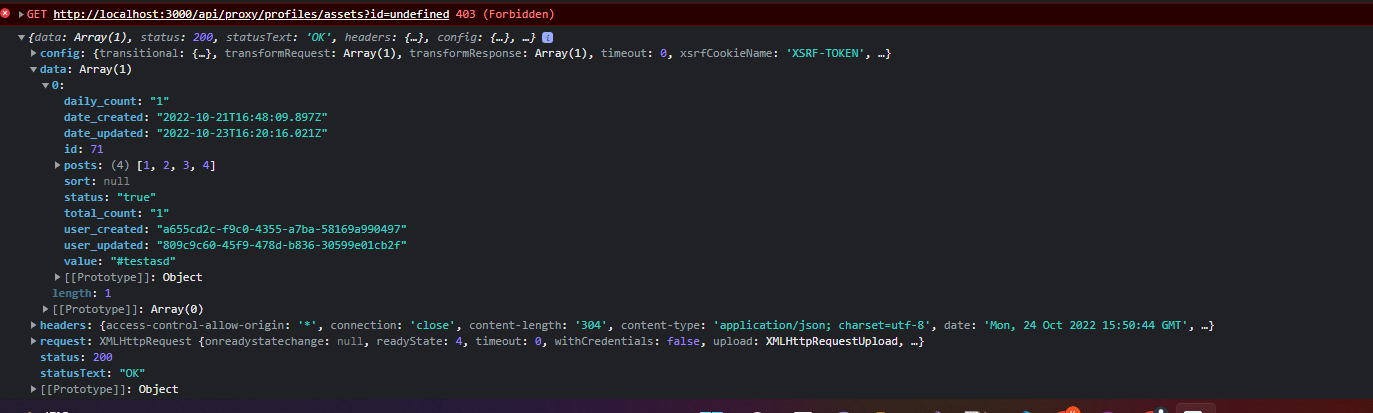 GET http://localhost:3000/api/proxy/profiles/assets?id=undefined 403 (Forbidden)
{data: Array(1), status: 200, statusText: 'OK', headers: {…}, config: {…}, …}
config: {transitional: {…}, transformRequest: Array(1), transformResponse: Array(1), timeout: 0, xsrfCookieName: 'XSRF-TOKEN', …}
data: Array(1)
0:
daily_count: "1"
date_created: "2022-10-21T16:48:09.897Z"
date_updated: "2022-10-23T16:20:16.021Z"
id: 71
posts: (4) [1, 2, 3, 4]
sort: null
status: "true"
total_count: "1"
user_created: "a655cd2c-f9c0-4355-a7ba-58169a990497"
user_updated: "809c9c60-45f9-478d-b836-30599e01cb2f"
value: "#testasd"
[[Prototype]]: Object
length: 1
[[Prototype]]: Array(0)
headers: {access-control-allow-origin: '*', connection: 'close', content-length: '304', content-type: 'application/json; charset=utf-8', date: 'Mon, 24 Oct 2022 15:50:44 GMT', …}
request: XMLHttpRequest {onreadystatechange: null, readyState: 4, timeout: 0, withCredentials: false, upload: XMLHttpRequestUpload, …}
status: 200
statusText: "OK"
[[Prototype]]: Object